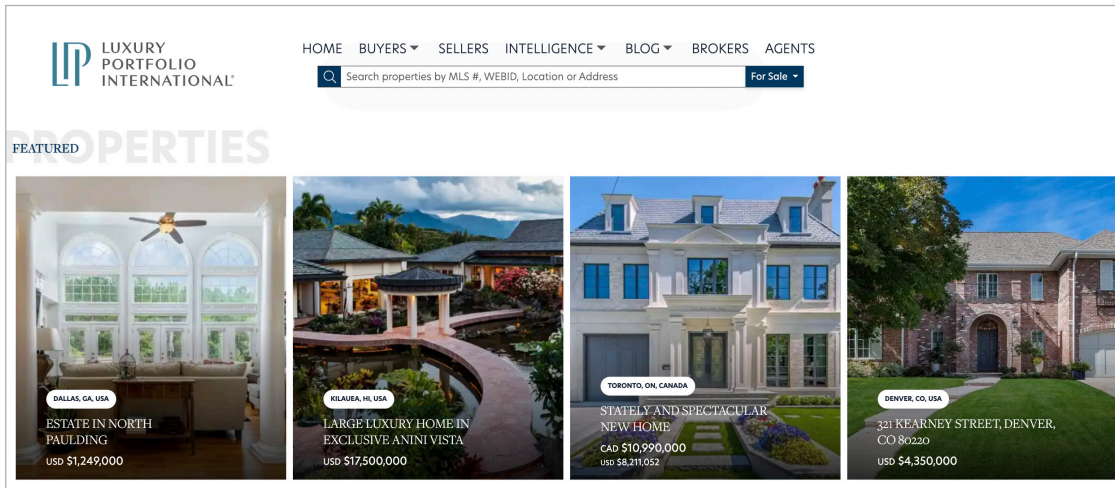 LUXURY
PORTFOLIO
INTERNATIONAL®
HOME BUYERS SELLERS INTELLIGENCE BLOG BROKERS AGENTS
Search properties by MLS #, WEBID, Location or Address
For Sale
PROPERTIES
FEATURED
DALLAS, GA, USA
ESTATE IN NORTH
PAULDING
USD $1,249,000
KILAUEA, HI, USA
LARGE LUXURY HOME IN
EXCLUSIVE ANINI VISTA
USD $17,500,000
TORONTO, ON, CANADA
STATELY AND SPECTACULAR
NEW HOME
CAD $10,990,000
USD $8,211,052
DENVER, CO, USA
321 KEARNEY STREET, DENVER,
CO 80220
USD $4,350,000